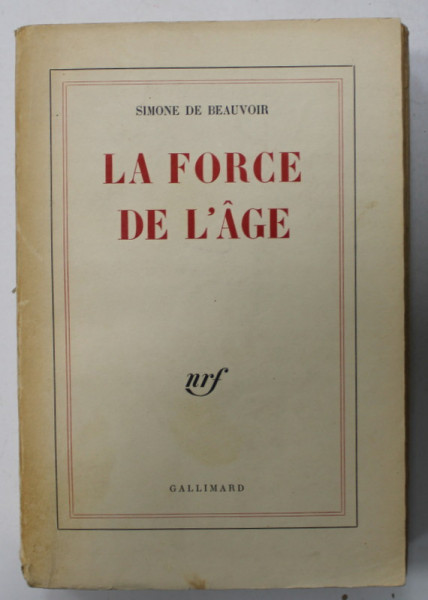 SIMONE DE BEAUVOIR
LA FORCE
DE L'ÂGE
nrf
GALLIMARD